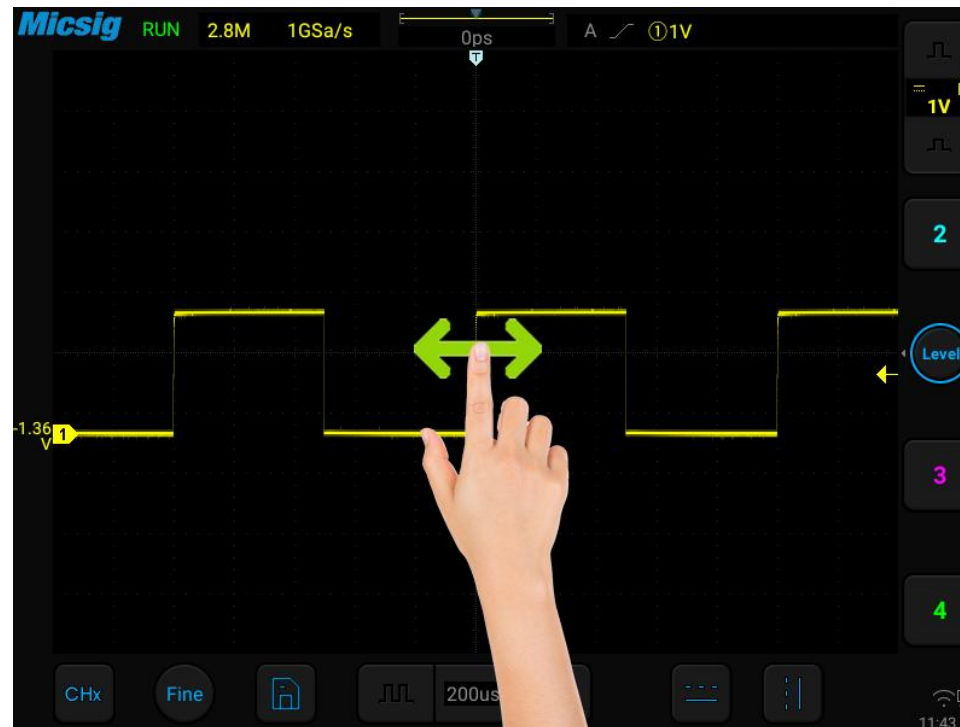 Micsig RUN 2.8M 1GSa/s 0ps A ①1V
T
1V
2
Level
-1.36
V
1
3
4
CHx Fine 200us
11:43